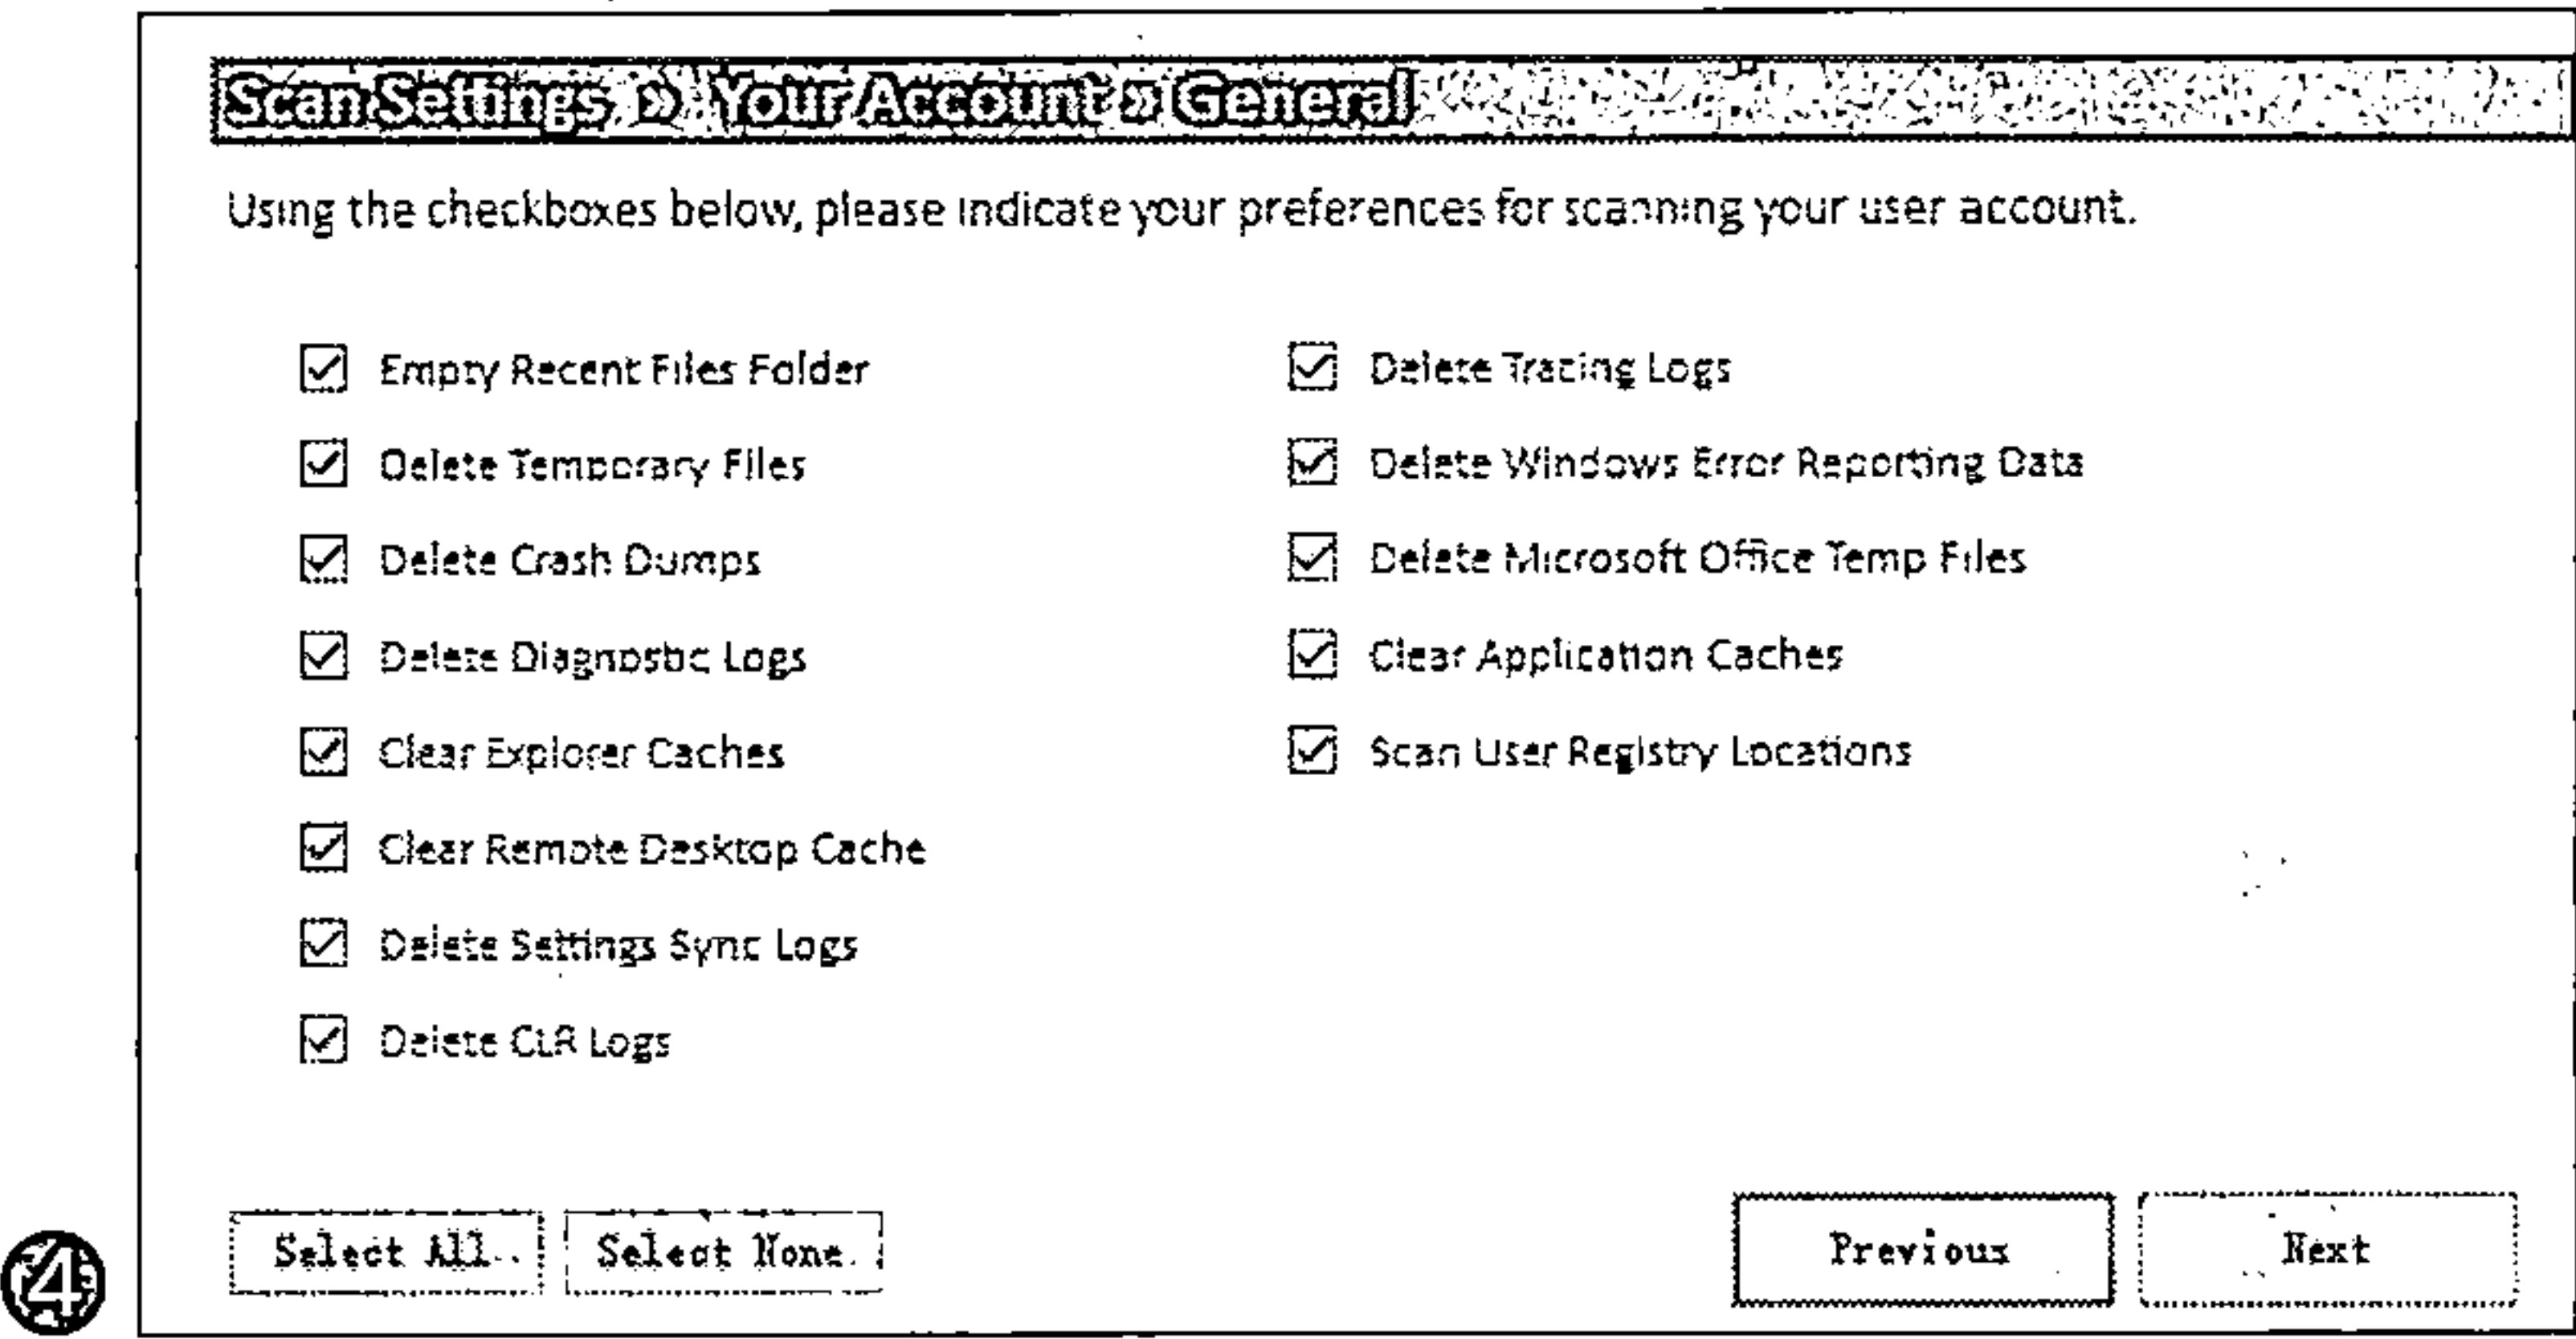 Scan Settings » Your Account » General
Using the checkboxes below, please indicate your preferences for scanning your user account.
Empty Recent Files Folder
Delete Temporary Files
Delete Crash Dumps
Delete Diagnostic Logs
Clear Explorer Caches
Clear Remote Desktop Cache
Delete Settings Sync Logs
Delete CLR Logs
Delete Tracing Logs
Delete Windows Error Reporting Data
Delete Microsoft Office Temp Files
Clear Application Caches
Scan User Registry Locations
Select All
Select None
Previous
Next
4